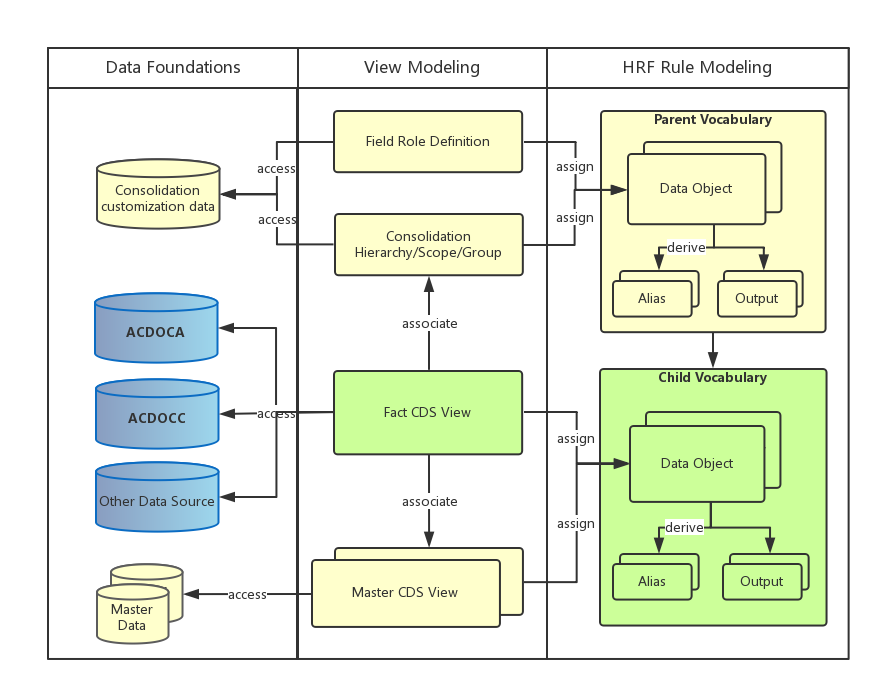 Data Foundations
View Modeling
HRF Rule Modeling
Field Role Definition
Parent Vocabulary
access
assign
Data Object
Consolidation
customization data
access
assign
Consolidation
Hierarchy/Scope/Group
derive
Alias
Output
associate
ACDOCA
Child Vocabulary
access
Fact CDS View
ACDOCC
assign
Data Object
Other Data Source
associate
assign
derive
Alias
Output
access
Master CDS View
Master
Data